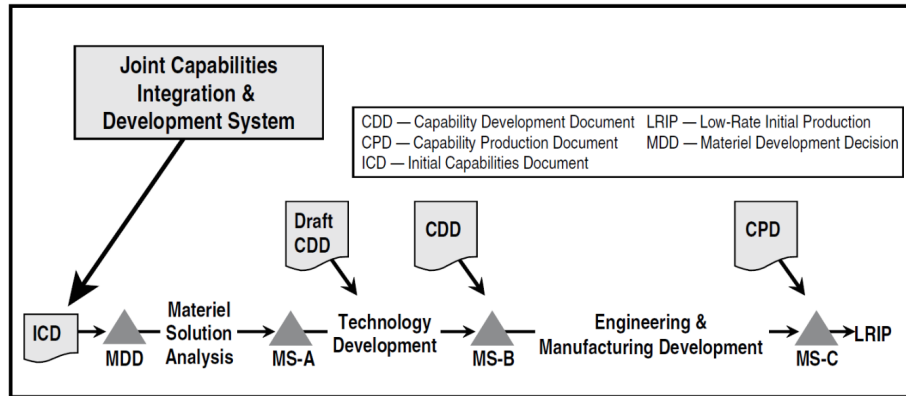 Joint Capabilities
Integration &
Development System
CDD — Capability Development Document LRIP — Low-Rate Initial Production
CPD — Capability Production Document MDD — Materiel Development Decision
ICD — Initial Capabilities Document
Draft
CDD
CDD
CPD
ICD
MDD
Materiel
Solution
Analysis
MS-A
Technology
Development
MS-B
Engineering &
Manufacturing Development
MS-C
LRIP